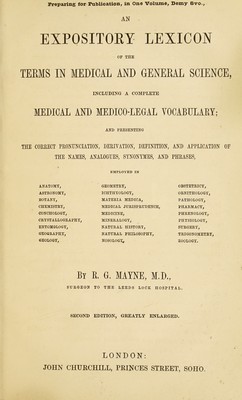 Preparing for Publication, in One Volume, Demy 8vo.,
AN
EXPOSITORY LEXICON
OF THE
TERMS IN MEDICAL AND GENERAL SCIENCE,
INCLUDING A COMPLETE
MEDICAL AND MEDICO-LEGAL VOCABULARY;
AND PRESENTING
THE CORRECT PRONUNCIATION, DERIVATION, DEFINITION, AND APPLICATION OF
THE NAMES, ANALOGUES, SYNONYMES, AND PHRASES,
EMPLOYED IN
ANATOMY,
ASTRONOMY,
BOTANY,
CHEMISTRY,
CONCHOLOGY,
CRYSTALLOGRAPHY,
ENTOMOLOGY,
GEOGRAPHY,
GEOLOGY,
GEOMETRY,
ICHTHYOLOGY,
MATERIA MEDICA,
MEDICAL JURISPRUDENCE,
MEDICINE,
MINERALOGY,
NATURAL HISTORY,
NATURAL PHILOSOPHY,
NOSOLOGY,
OBSTETRICY,
ORNITHOLOGY,
PATHOLOGY,
PHARMACY,
PHRENOLOGY,
PHYSIOLOGY,
SURGERY,
TRIGONOMETRY,
ZOOLOGY.
BY R. G. MAYNE, M.D.,
SURGEON TO THE LEEDS LOCK HOSPITAL.
SECOND EDITION, GREATLY ENLARGED.
LONDON:
JOHN CHURCHILL, PRINCES STREET, SOHO.